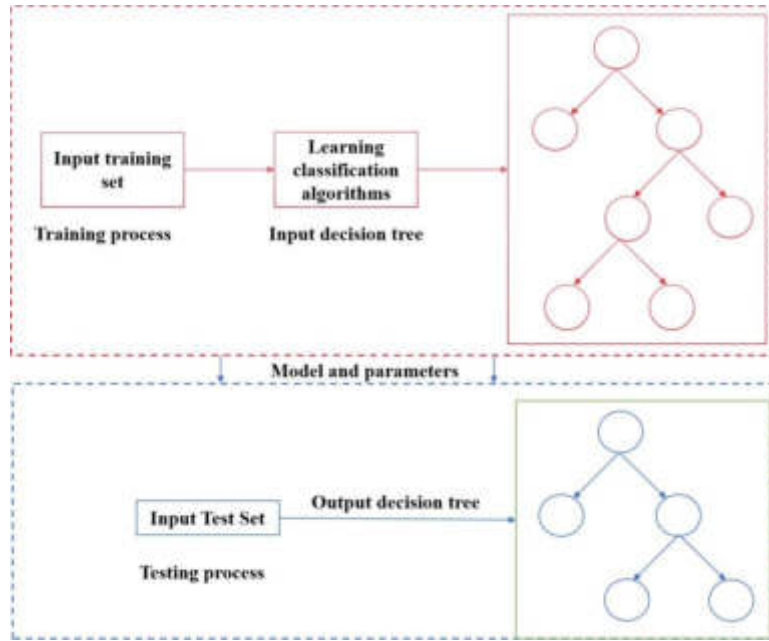 Input training
set
Learning
classification
algorithms
Training process
Input decision tree
Model and parameters
Output decision tree
Input Test Set
Testing process